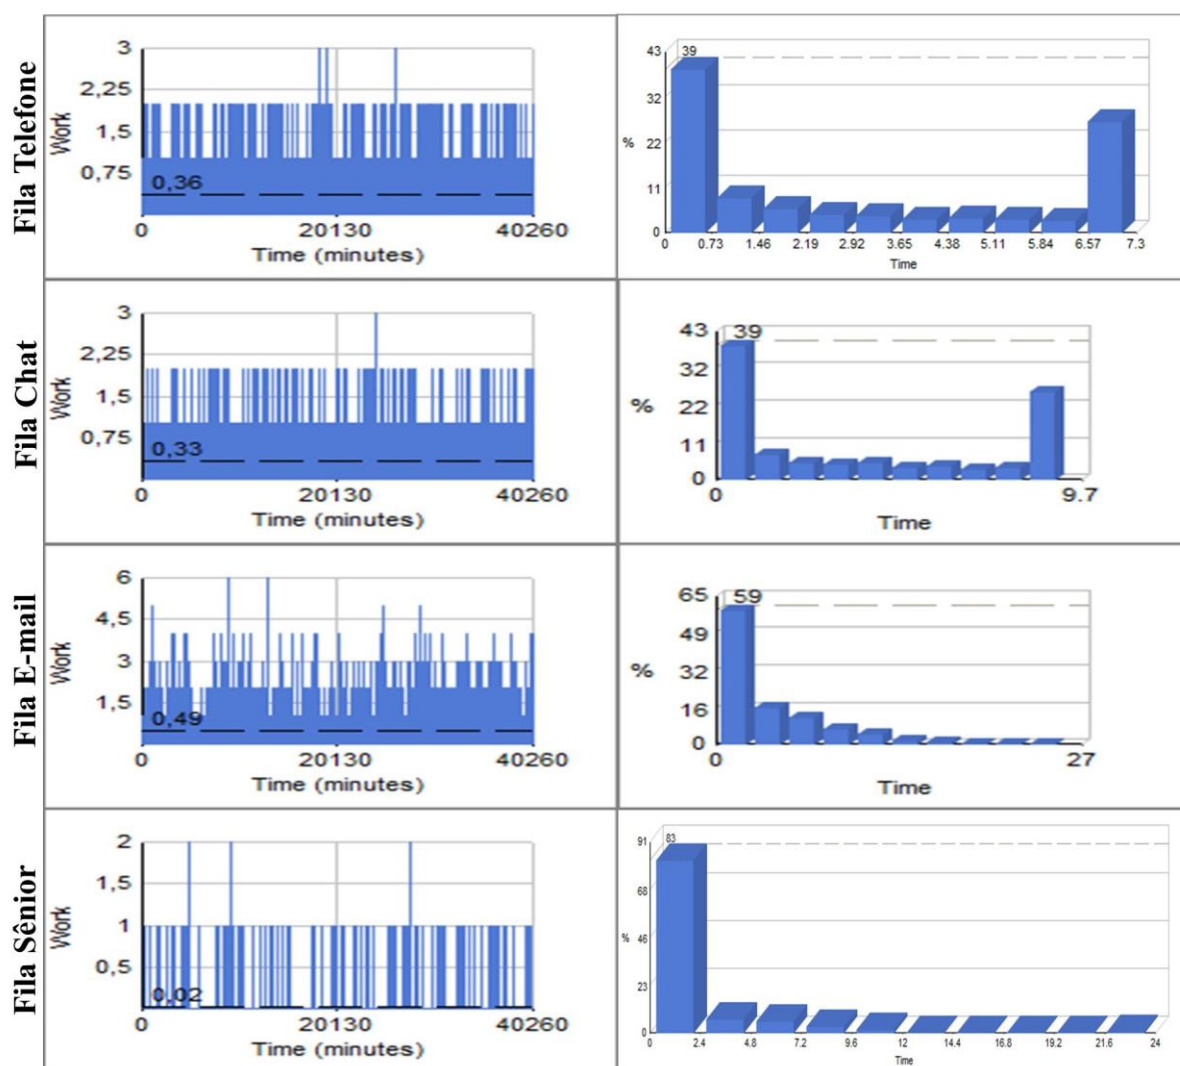 Fila Telefone
Work
3
2,25
1,5
0,75
0,36
0 20130 40260
Time (minutes)
%
43
32
22
11
0
39
0 0.73 1.46 2.19 2.92 3.65 4.38 5.11 5.84 6.57 7.3
Time
Fila Chat
Work
3
2,25
1,5
0,75
0,33
0 20130 40260
Time (minutes)
%
43
32
22
11
0
39
0 9.7
Time
Fila E-mail
Work
6
4,5
3
1,5
0,49
0 20130 40260
Time (minutes)
%
65
49
32
16
0
59
0 27
Time
Fila Sênior
Work
2
1,5
1
0,5
0,02
0 20130 40260
Time (minutes)
%
91
68
46
23
0
83
0 2.4 4.8 7.2 9.6 12 14.4 16.8 19.2 21.6 24
Time